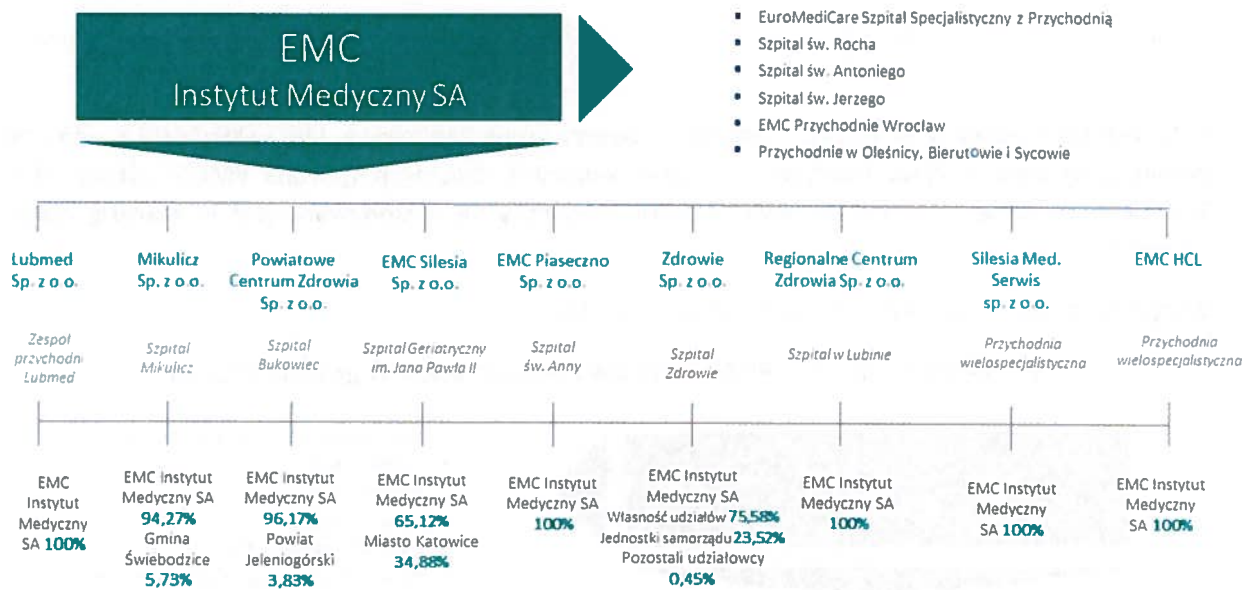 EMC
Instytut Medyczny SA
EuroMediCare Szpital Specjalistyczny z Przychodnią
Szpital św. Rocha
Szpital św. Antoniego
Szpital św. Jerzego
EMC Przychodnie Wrocław
Przychodnie w Oleśnicy, Bierutowie i Sycowie
Lubmed
Sp. z o.o.
Mikulicz
Sp. z o.o.
Powiatowe
Centrum Zdrowia
Sp. z o.o.
EMC Silesia
Sp. z o.o.
EMC Piaseczno
Sp. z o.o.
Zdrowie
Sp. z o.o.
Regionalne Centrum
Zdrowia Sp. z o.o.
Silesia Med.
Serwis
sp. z o.o.
EMC HCL
Zespół
przychodni
Lubmed
Szpital
Mikulicz
Szpital
Bukowiec
Szpital Geriatryczny
im. Jana Pawła II
Szpital
św. Anny
Szpital
Zdrowie
Szpital w Lubinie
Przychodnia
wielospecjalistyczna
Przychodnia
wielospecjalistyczna
EMC
Instytut
Medyczny
SA 100%
EMC Instytut
Medyczny SA
94,27%
Gmina
Świebodzice
5,73%
EMC Instytut
Medyczny SA
96,17%
Powiat
Jeleniogórski
3,83%
EMC Instytut
Medyczny SA
65,12%
Miasto Katowice
34,88%
EMC Instytut
Medyczny SA
100%
EMC Instytut
Medyczny SA
Własność udziałów 75,58%
Jednostki samorządu 23,52%
Pozostali udziałowcy
0,45%
EMC Instytut
Medyczny SA
100%
EMC Instytut
Medyczny
SA 100%
EMC Instytut
Medyczny
SA 100%